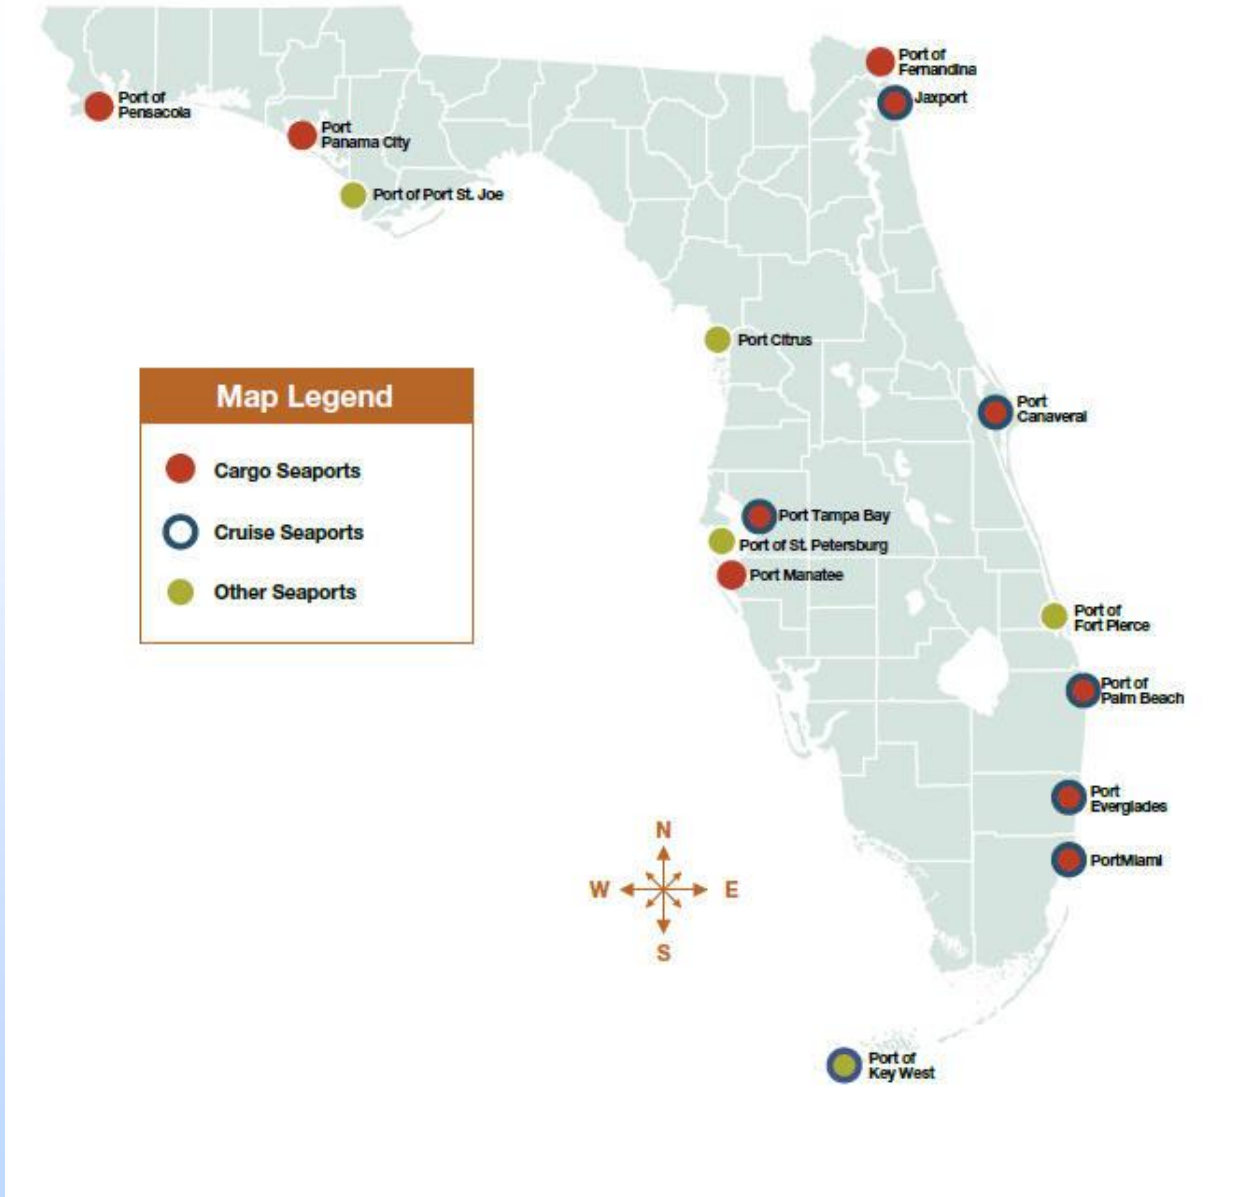 Port of
Fernandina
Jaxport
Port of
Pensacola
Port
Panama City
Port of Port St. Joe
Port Citrus
Map Legend
Cargo Seaports
Cruise Seaports
Other Seaports
Port
Canaveral
Port Tampa Bay
Port of St. Petersburg
Port Manatee
Port of
Fort Pierce
Port of
Palm Beach
Port
Everglades
PortMiami
N
W E
S
Port of
Key West